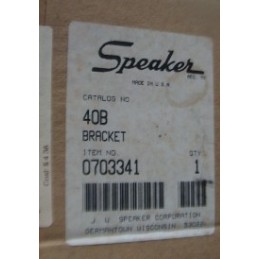 Speaker
MADE IN U.S.A.
CATALOG NO.
40B
BRACKET
ITEM NO. QTY
0703341 1
J. W. SPEAKER CORPORATION
GERMANTOWN WISCONSIN